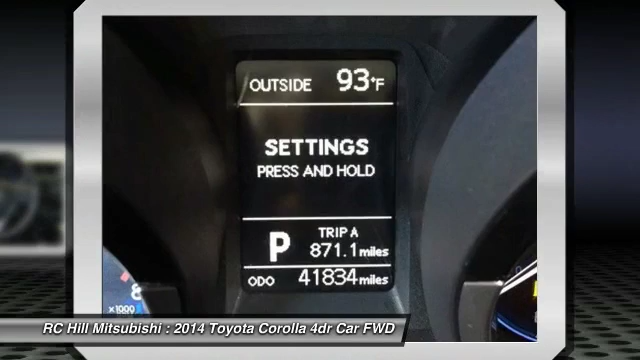 OUTSIDE 93°F
SETTINGS
PRESS AND HOLD
P TRIP A
871.1 miles
ODO 41834 miles
8
x1000
RC Hill Mitsubishi : 2014 Toyota Corolla 4dr Car FWD